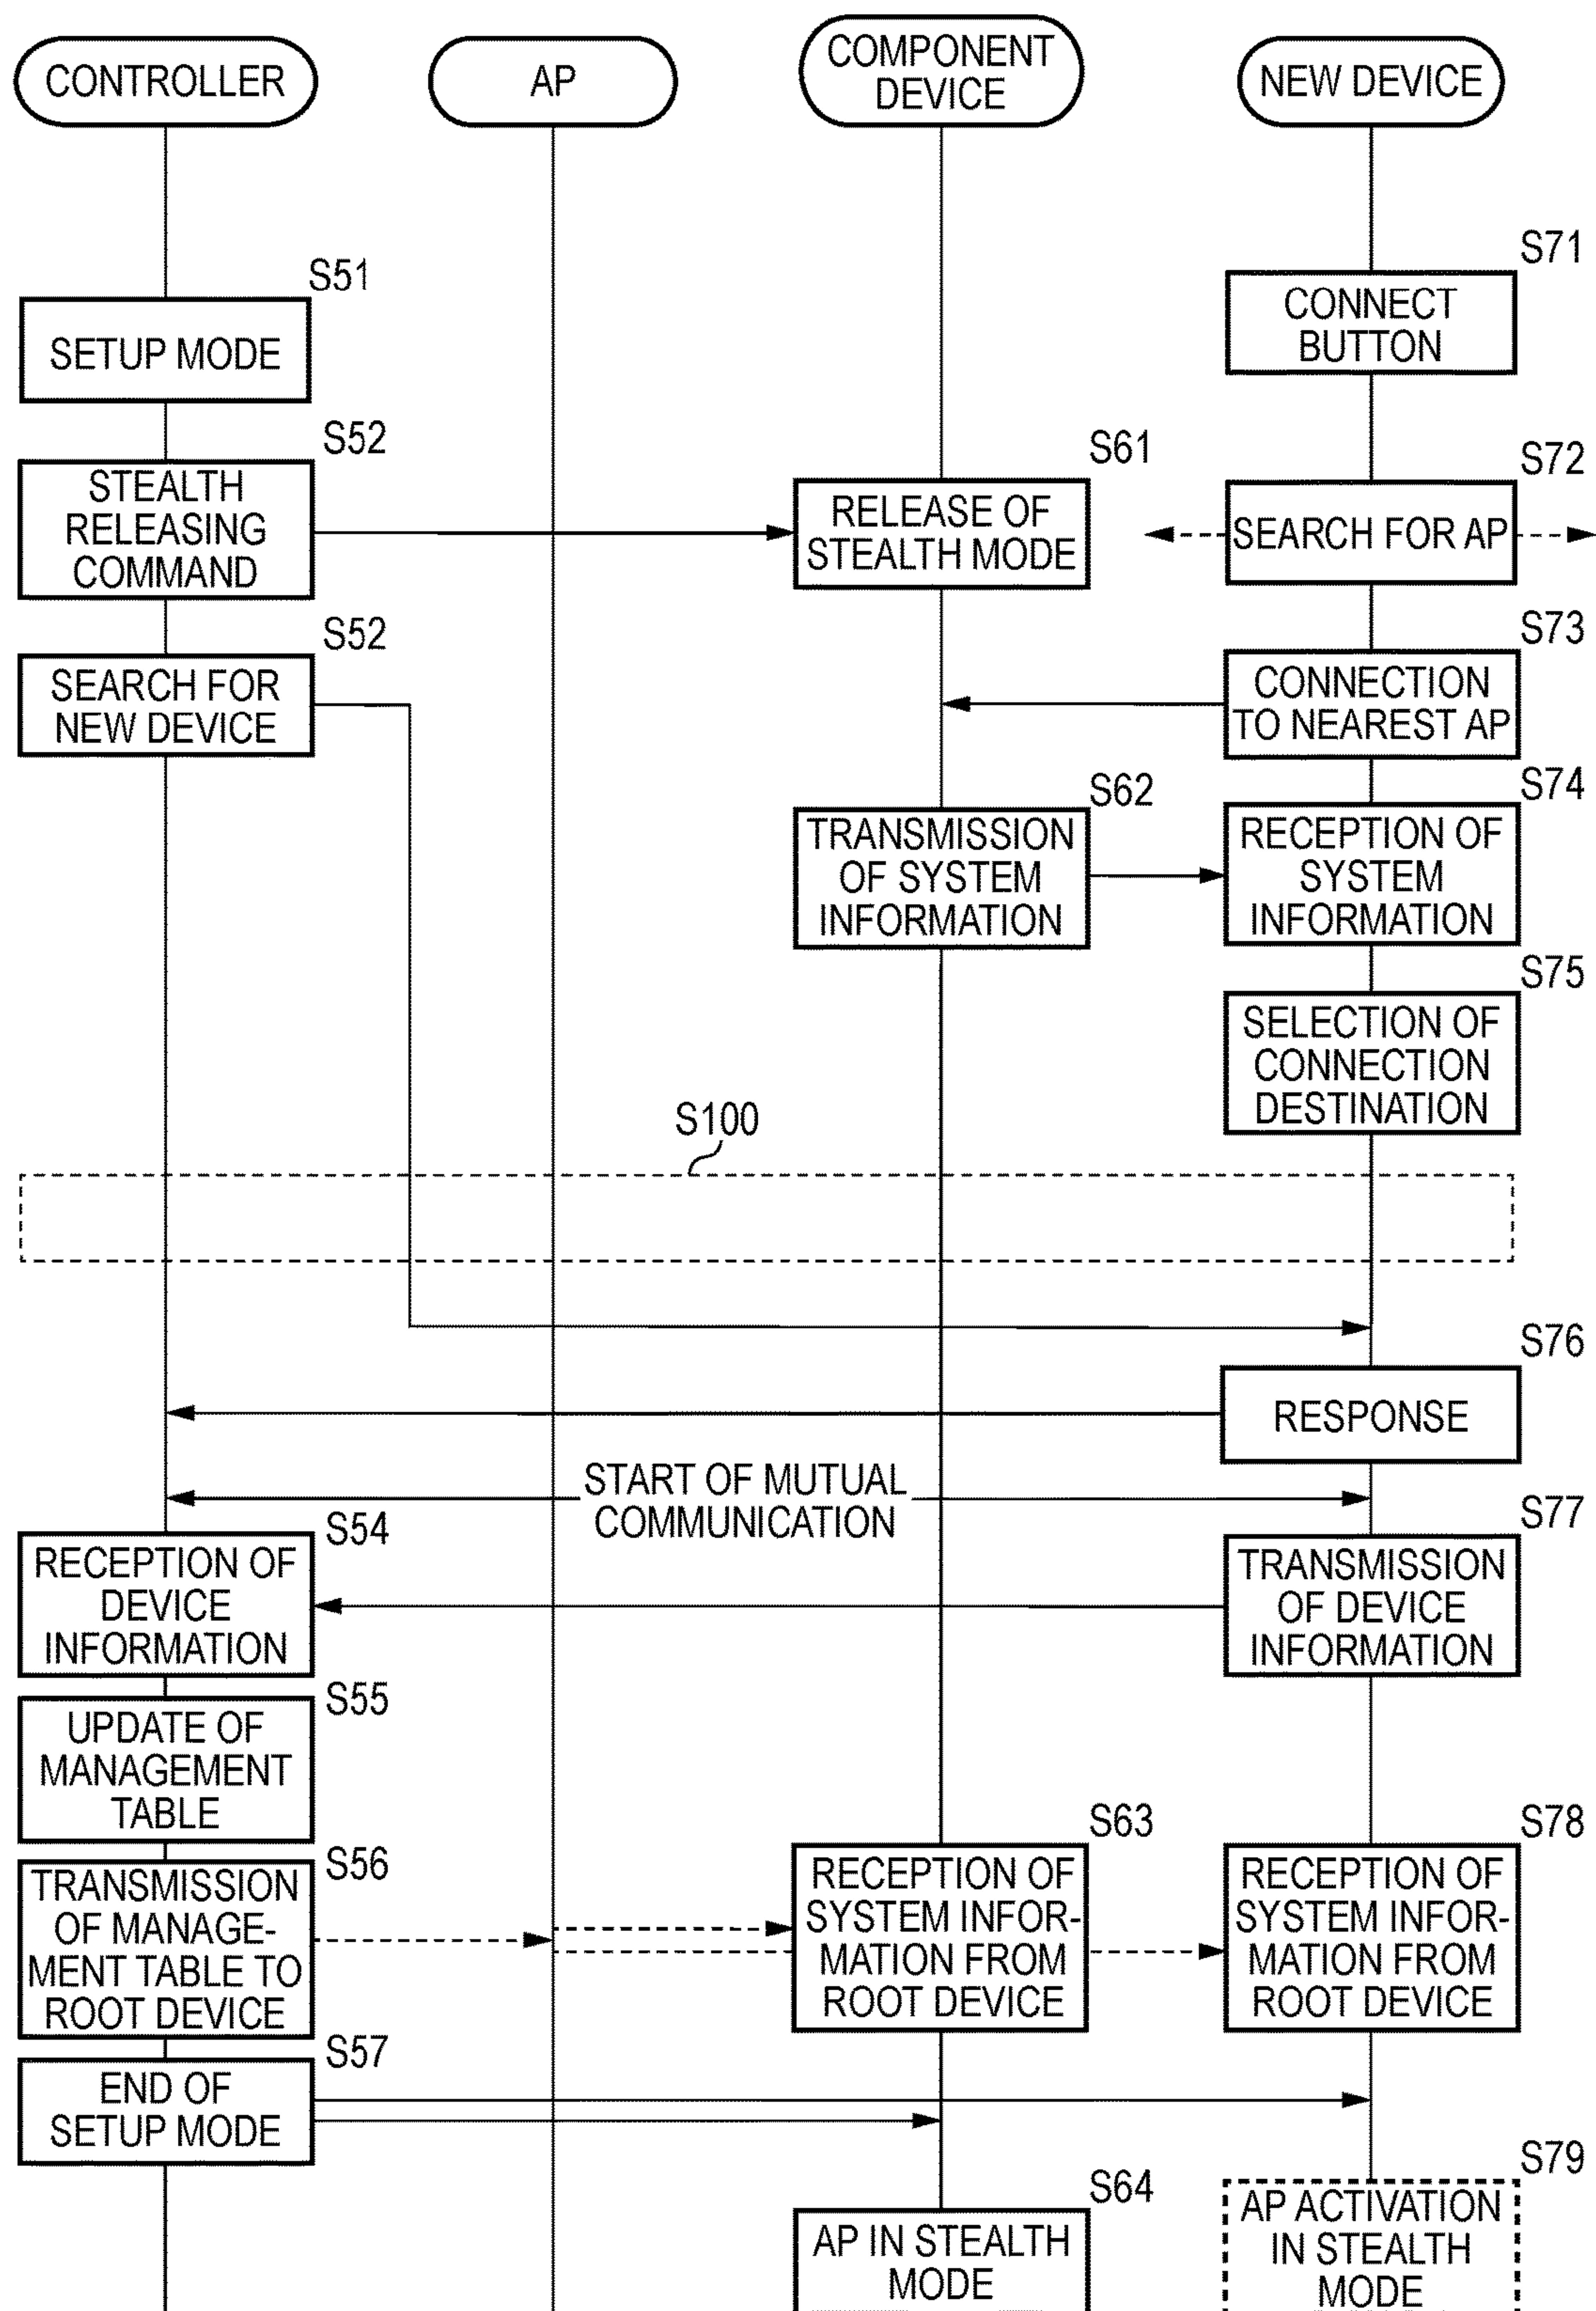 CONTROLLER
AP
COMPONENT
DEVICE
NEW DEVICE
S71
CONNECT
BUTTON
S51
SETUP MODE
S52
STEALTH
RELEASING
COMMAND
S61
RELEASE OF
STEALTH MODE
S72
SEARCH FOR AP
S52
SEARCH FOR
NEW DEVICE
S73
CONNECTION
TO NEAREST AP
S62
TRANSMISSION
OF SYSTEM
INFORMATION
S74
RECEPTION OF
SYSTEM
INFORMATION
S75
SELECTION OF
CONNECTION
DESTINATION
S100
S76
RESPONSE
START OF MUTUAL
COMMUNICATION
S54
RECEPTION OF
DEVICE
INFORMATION
S77
TRANSMISSION
OF DEVICE
INFORMATION
S55
UPDATE OF
MANAGEMENT
TABLE
S56
TRANSMISSION
OF MANAGE-
MENT TABLE TO
ROOT DEVICE
S63
RECEPTION OF
SYSTEM INFOR-
MATION FROM
ROOT DEVICE
S78
RECEPTION OF
SYSTEM INFOR-
MATION FROM
ROOT DEVICE
S57
END OF
SETUP MODE
S64
AP IN STEALTH
MODE
S79
AP ACTIVATION
IN STEALTH
MODE